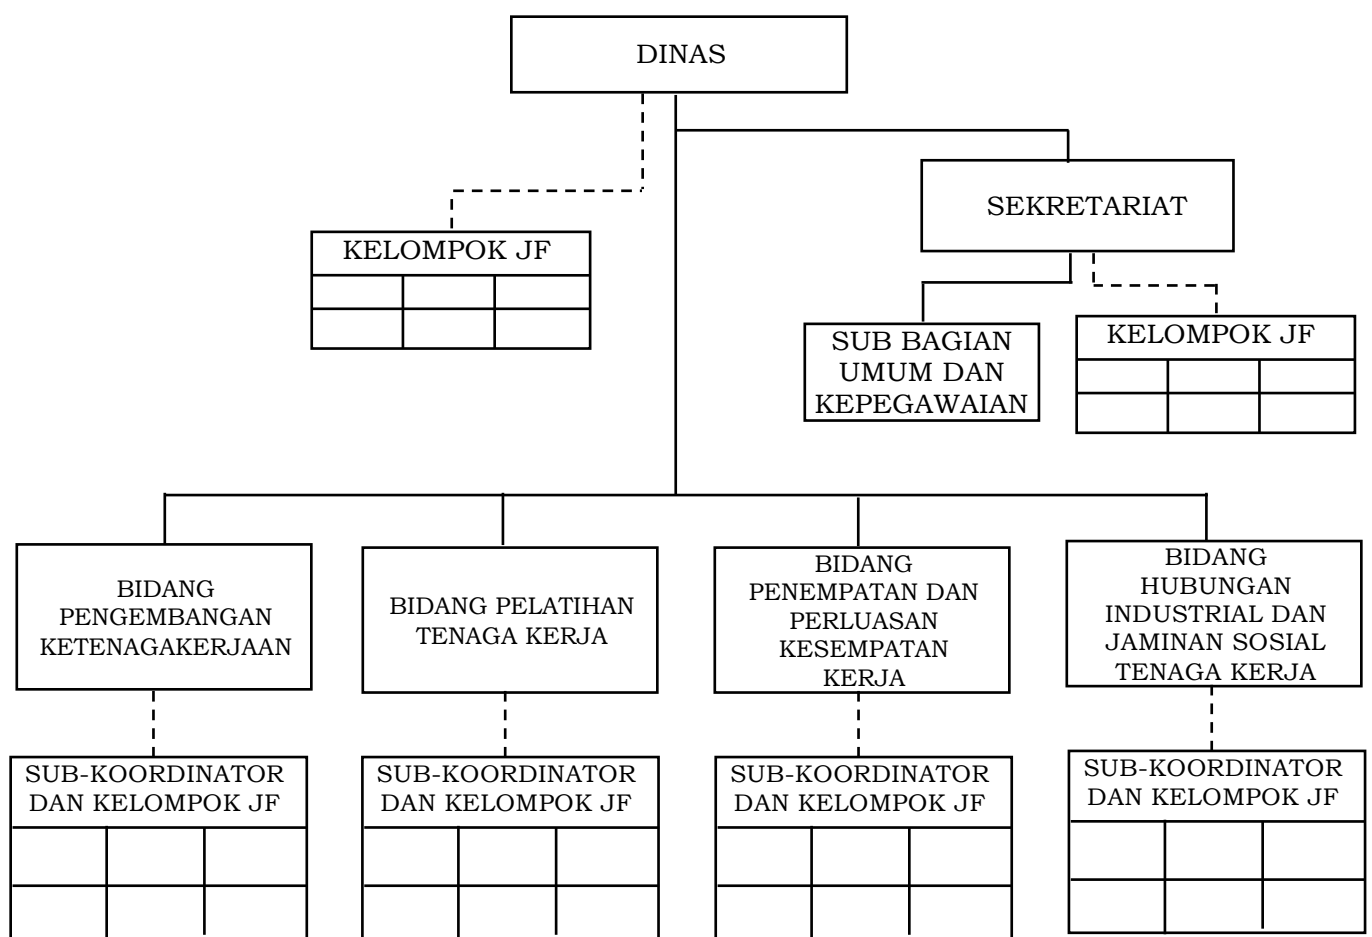 DINAS
SEKRETARIAT
KELOMPOK JF
SUB BAGIAN
UMUM DAN
KEPEGAWAIAN
KELOMPOK JF
BIDANG
PENGEMBANGAN
KETENAGAKERJAAN
BIDANG PELATIHAN
TENAGA KERJA
BIDANG
PENEMPATAN DAN
PERLUASAN
KESEMPATAN
KERJA
BIDANG
HUBUNGAN
INDUSTRIAL DAN
JAMINAN SOSIAL
TENAGA KERJA
SUB-KOORDINATOR
DAN KELOMPOK JF
SUB-KOORDINATOR
DAN KELOMPOK JF
SUB-KOORDINATOR
DAN KELOMPOK JF
SUB-KOORDINATOR
DAN KELOMPOK JF